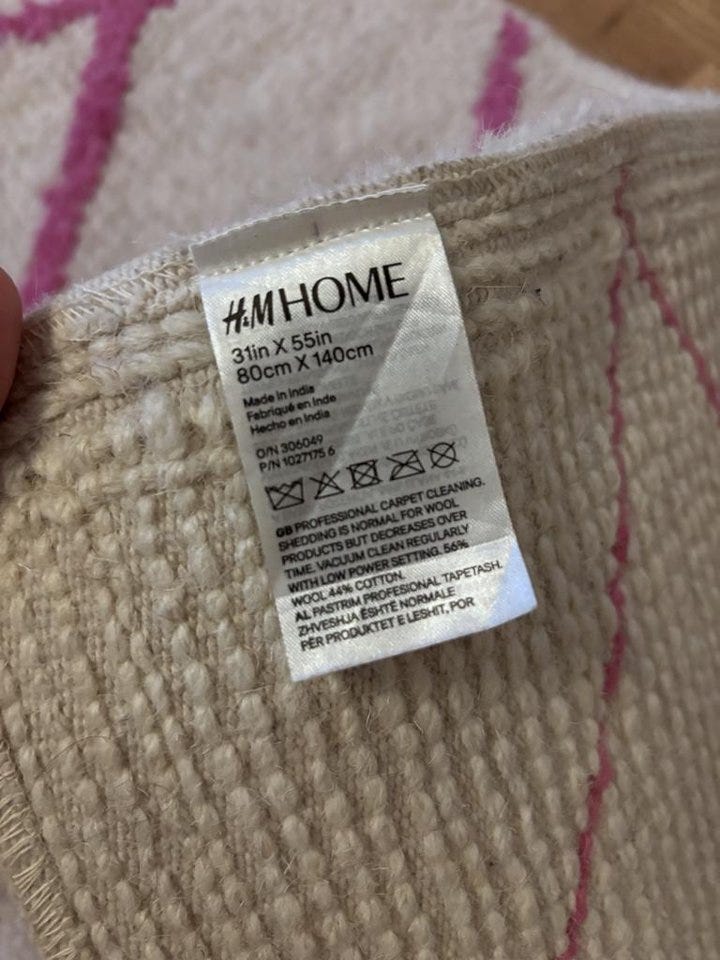 H&M HOME
31in X 55in
80cm X 140cm
Made in India
Fabriqué en Inde
Hecho en India
O/N 306049
P/N 1027175 6
GB PROFESSIONAL CARPET CLEANING.
SHEDDING IS NORMAL FOR WOOL
PRODUCTS BUT DECREASES OVER
TIME. VACUUM CLEAN REGULARLY
WITH LOW POWER SETTING. 56%
WOOL 44% COTTON.
AL PASTRIM PROFESIONAL TAPETASH.
ZHVESHJA ËSHTË NORMALE
PËR PRODUKTET E LESHIT, POR